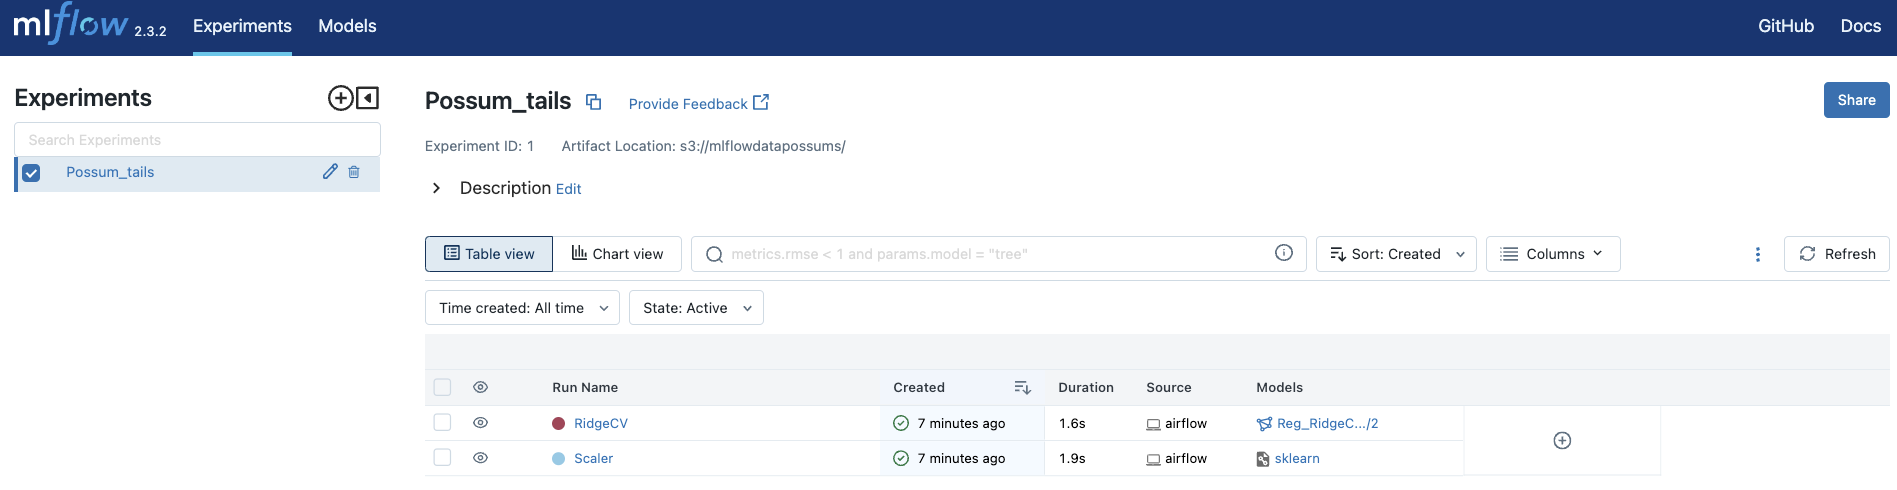 mlflow 2.3.2 Experiments Models GitHub Docs
Experiments
Search Experiments
Possum_tails
Possum_tails Provide Feedback Share
Experiment ID: 1 Artifact Location: s3://mlflowdatapossums/
Description Edit
Table view Chart view metrics.rmse < 1 and params.model = "tree" Sort: Created Columns Refresh
Time created: All time State: Active
Run Name Created Duration Source Models
RidgeCV 7 minutes ago 1.6s airflow Reg_RidgeC.../2
Scaler 7 minutes ago 1.9s airflow sklearn